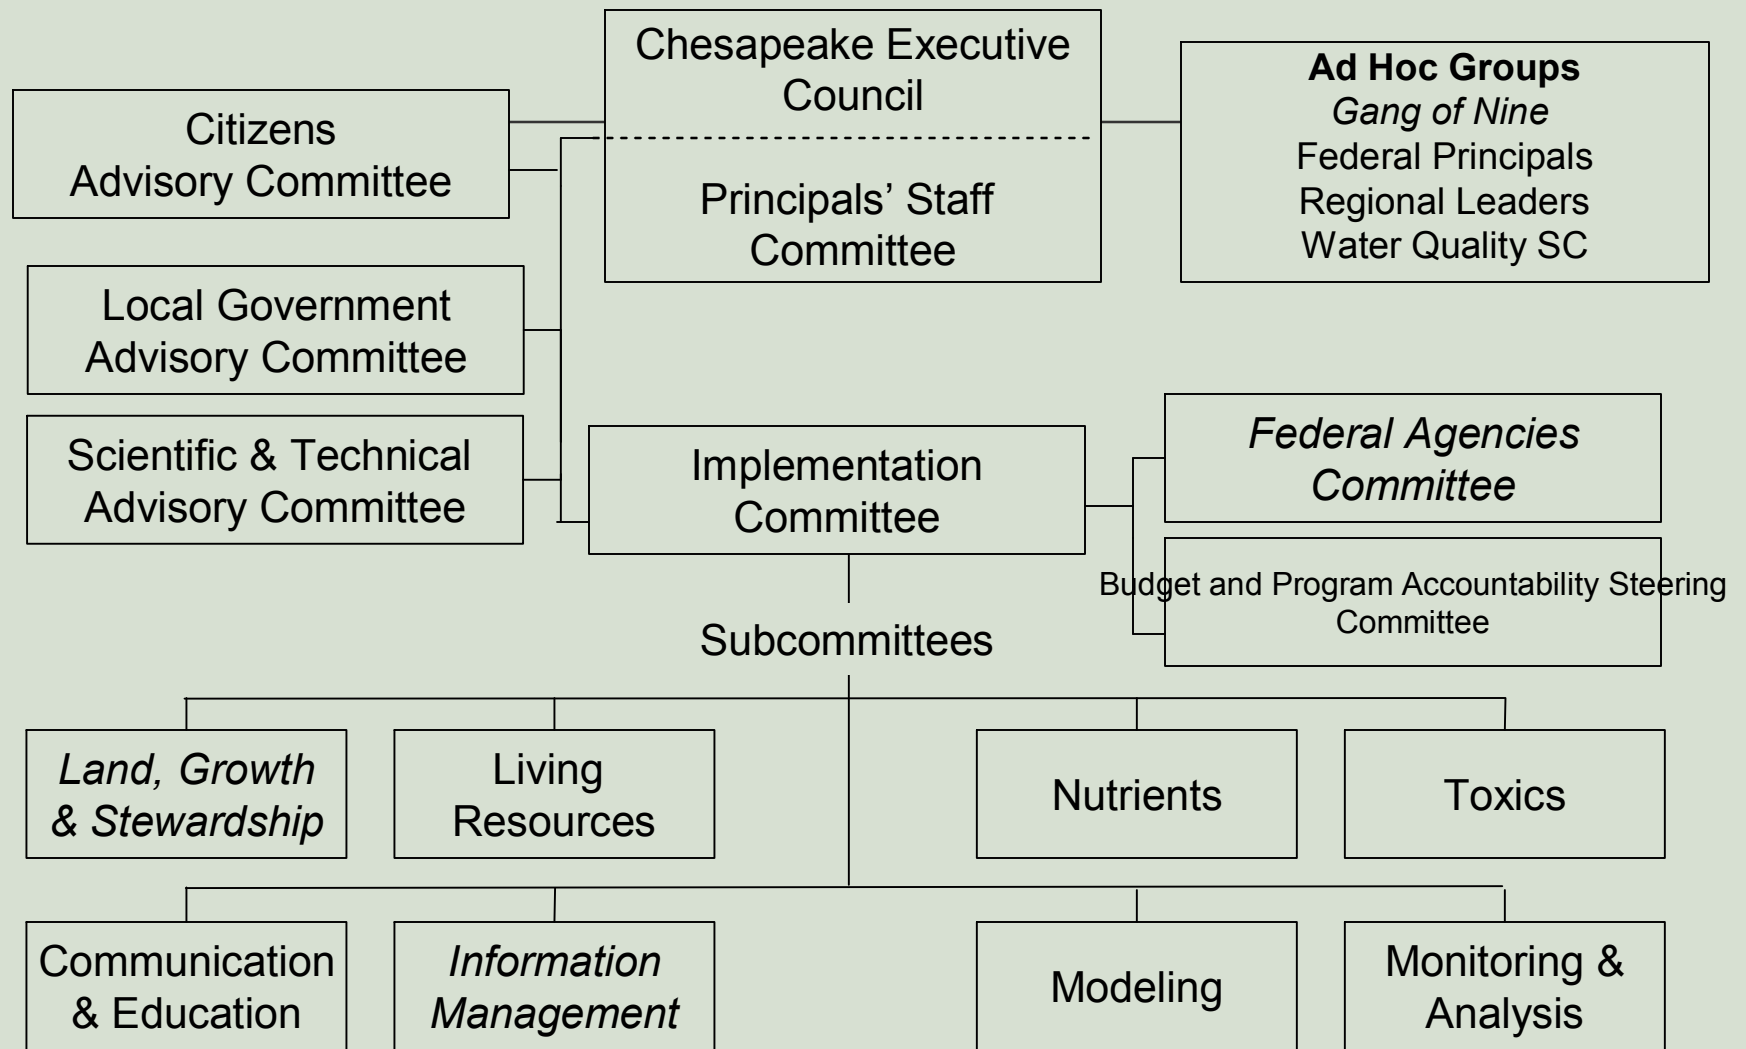 Chesapeake Executive
Council
Principals’ Staff
Committee
Ad Hoc Groups
Gang of Nine
Federal Principals
Regional Leaders
Water Quality SC
Citizens
Advisory Committee
Local Government
Advisory Committee
Scientific & Technical
Advisory Committee
Implementation
Committee
Federal Agencies
Committee
Budget and Program Accountability Steering
Committee
Subcommittees
Land, Growth
& Stewardship
Living
Resources
Nutrients
Toxics
Communication
& Education
Information
Management
Modeling
Monitoring &
Analysis